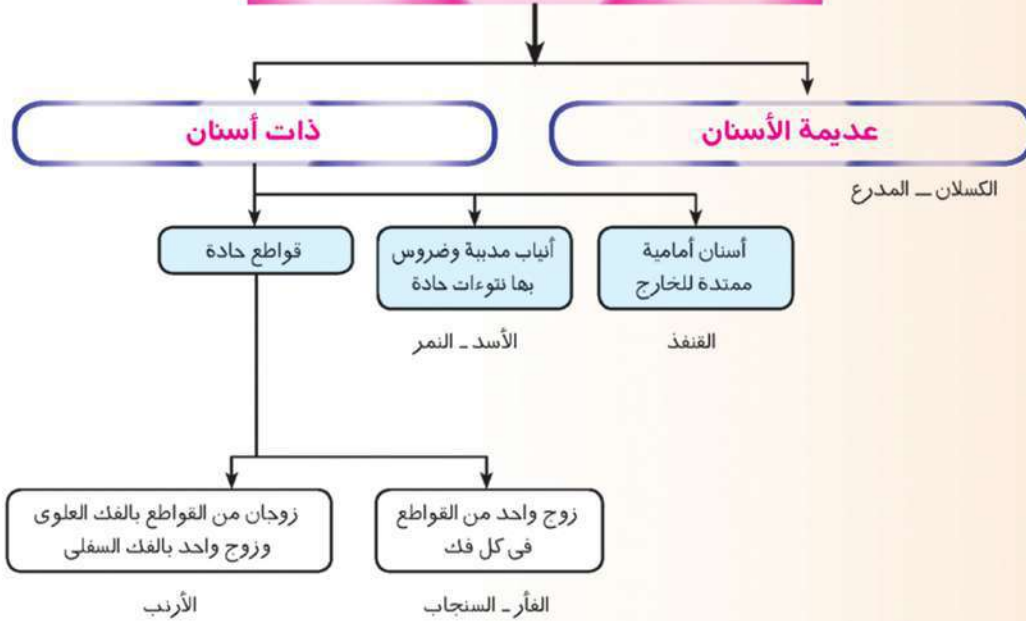 عديمة الأسنان
ذات أسنان
الكسلان ـ المدرع
أسنان أمامية
ممتدة للخارج
أنياب مدببة وضروس
بها نتوءات حادة
قواطع حادة
القنفذ
الأسد ـ النمر
زوج واحد من القواطع
فى كل فك
زوجان من القواطع بالفك العلوى
وزوج واحد بالفك السفلى
الفأر ـ السنجاب
الأرنب